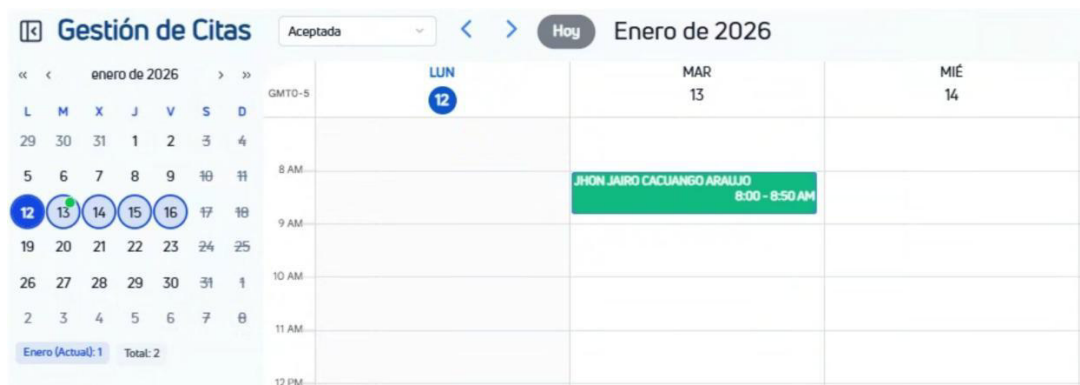 Gestión de Citas
Aceptada
Hoy
Enero de 2026
« ‹ enero de 2026 › »
L M X J V S D
29 30 31 1 2 3 4
5 6 7 8 9 10 11
12 13 14 15 16 17 18
19 20 21 22 23 24 25
26 27 28 29 30 31 1
2 3 4 5 6 7 8
Enero (Actual): 1 Total: 2
LUN MAR MIÉ
GMT0-5 12 13 14
8 AM
JHON JAIRO CACUANGO ARAUJO
8:00 - 8:50 AM
9 AM
10 AM
11 AM
12 PM